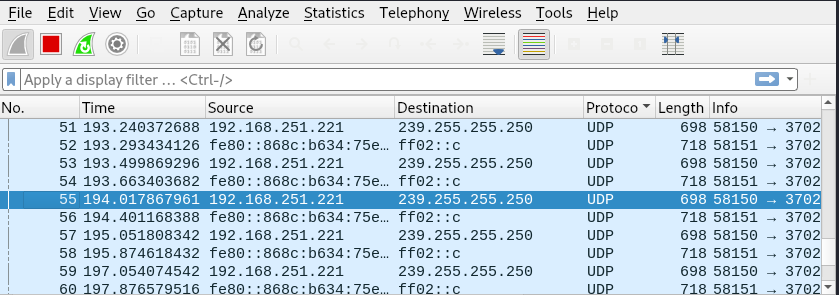 File Edit View Go Capture Analyze Statistics Telephony Wireless Tools Help
Apply a display filter … <Ctrl-/>
No. Time Source Destination Protoco Length Info
51 193.240372688 192.168.251.221 239.255.255.250 UDP 698 58150 → 3702
52 193.293434126 fe80::868c:b634:75e… ff02::c UDP 718 58151 → 3702
53 193.499869296 192.168.251.221 239.255.255.250 UDP 698 58150 → 3702
54 193.663403682 fe80::868c:b634:75e… ff02::c UDP 718 58151 → 3702
55 194.017867961 192.168.251.221 239.255.255.250 UDP 698 58150 → 3702
56 194.401168388 fe80::868c:b634:75e… ff02::c UDP 718 58151 → 3702
57 195.051808342 192.168.251.221 239.255.255.250 UDP 698 58150 → 3702
58 195.874618432 fe80::868c:b634:75e… ff02::c UDP 718 58151 → 3702
59 197.054074542 192.168.251.221 239.255.255.250 UDP 698 58150 → 3702
60 197.876579516 fe80::868c:b634:75e… ff02::c UDP 718 58151 → 3702